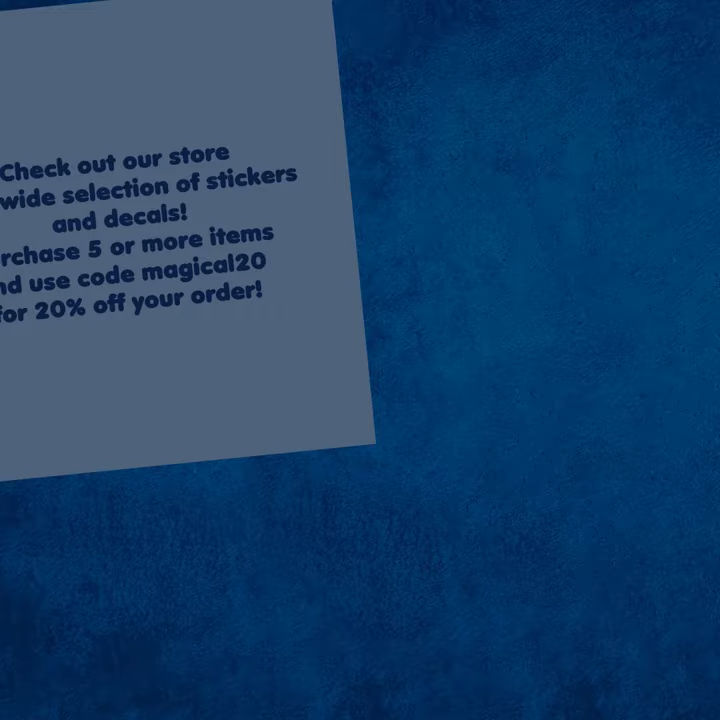 Check out our store
wide selection of stickers
and decals!
rchase 5 or more items
nd use code magical20
for 20% off your order!